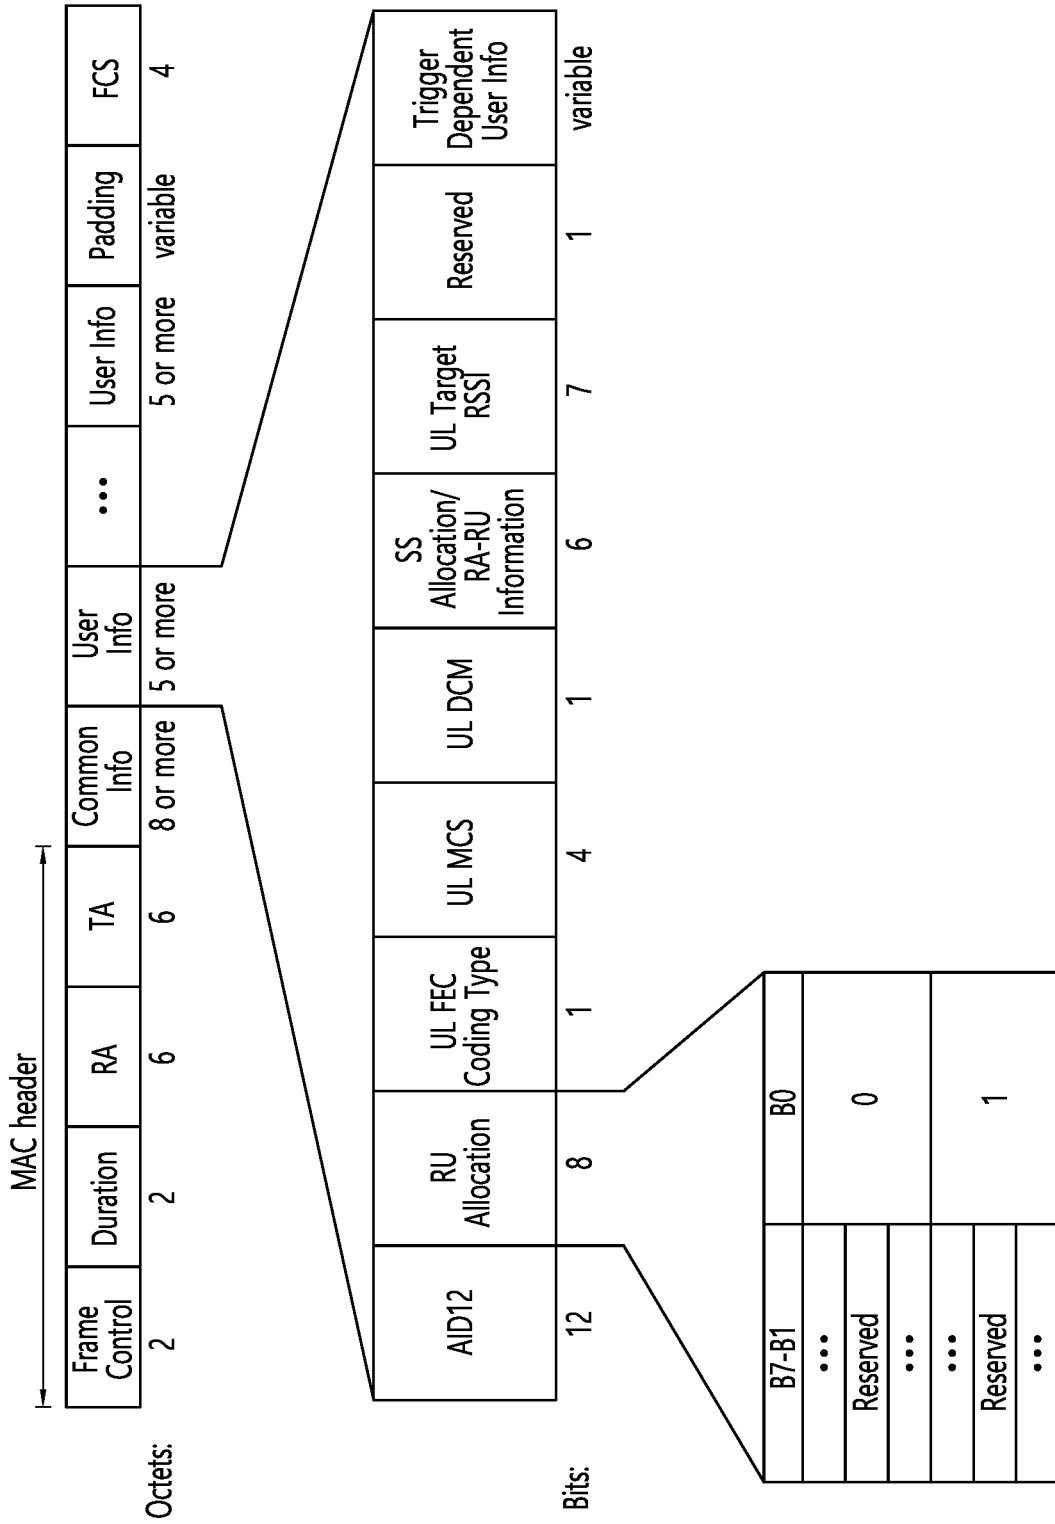 MAC header
Frame
Control
Duration
RA
TA
Common
Info
User
Info
•••
User Info
Padding
FCS
Octets:
2
2
6
6
8 or more
5 or more
5 or more
variable
4
AID12
RU
Allocation
UL FEC
Coding Type
UL MCS
UL DCM
SS
Allocation/
RA-RU
Information
UL Target
RSSI
Reserved
Trigger
Dependent
User Info
Bits:
12
8
1
4
1
6
7
1
variable
B7-B1
B0
•••
Reserved
•••
0
•••
Reserved
•••
1